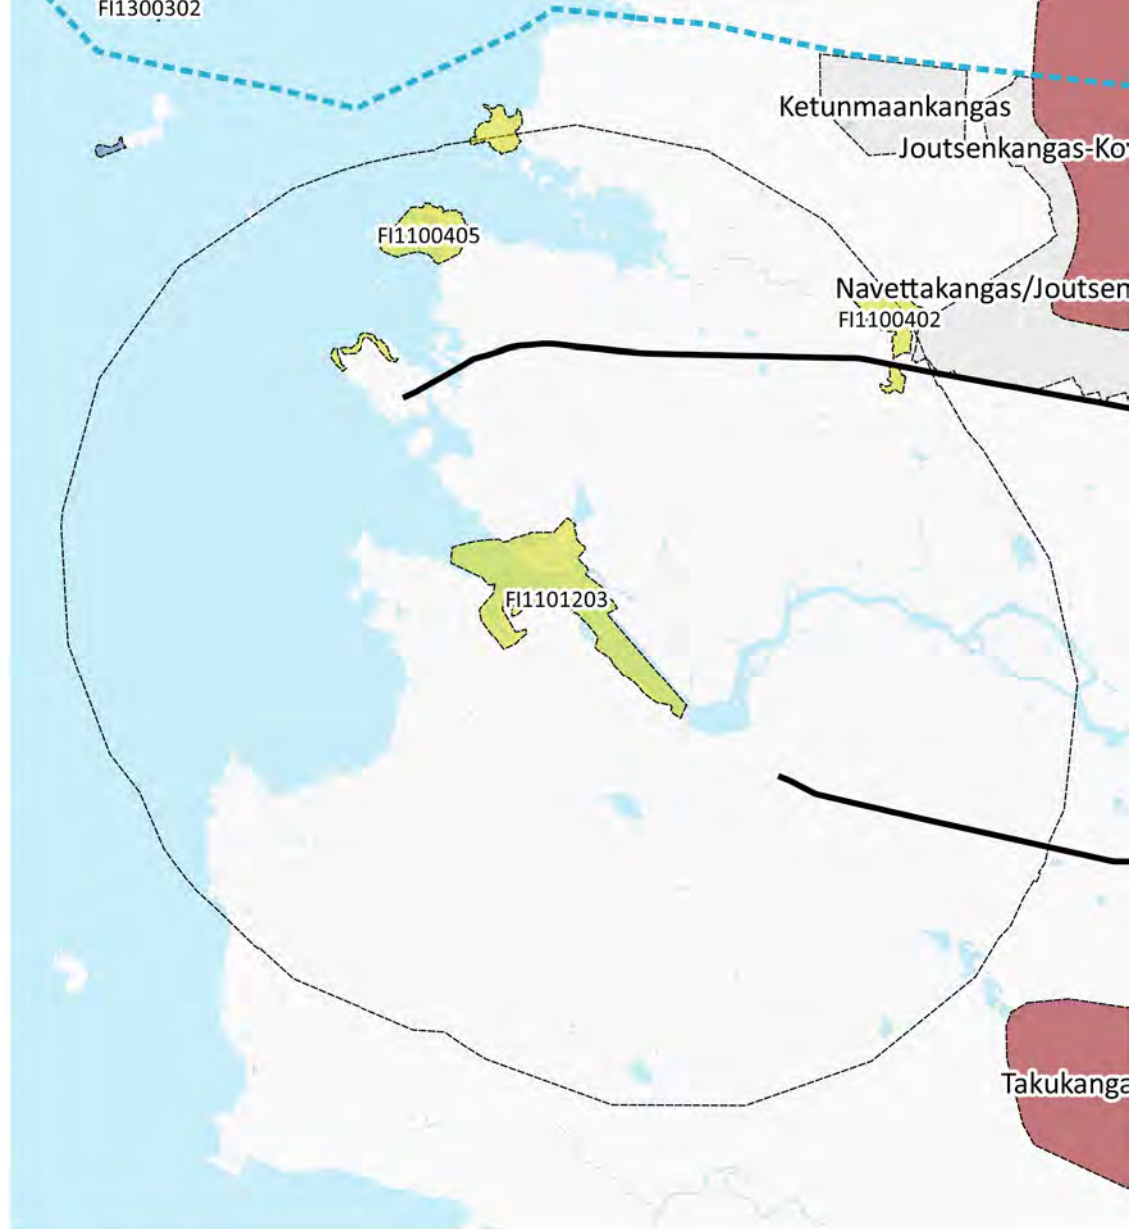 FI1300302
Ketunmaankangas
Joutsenkangas-Ko
FI1100405
Navettakangas/Joutsen
FI1100402
FI1101203
Takukanga